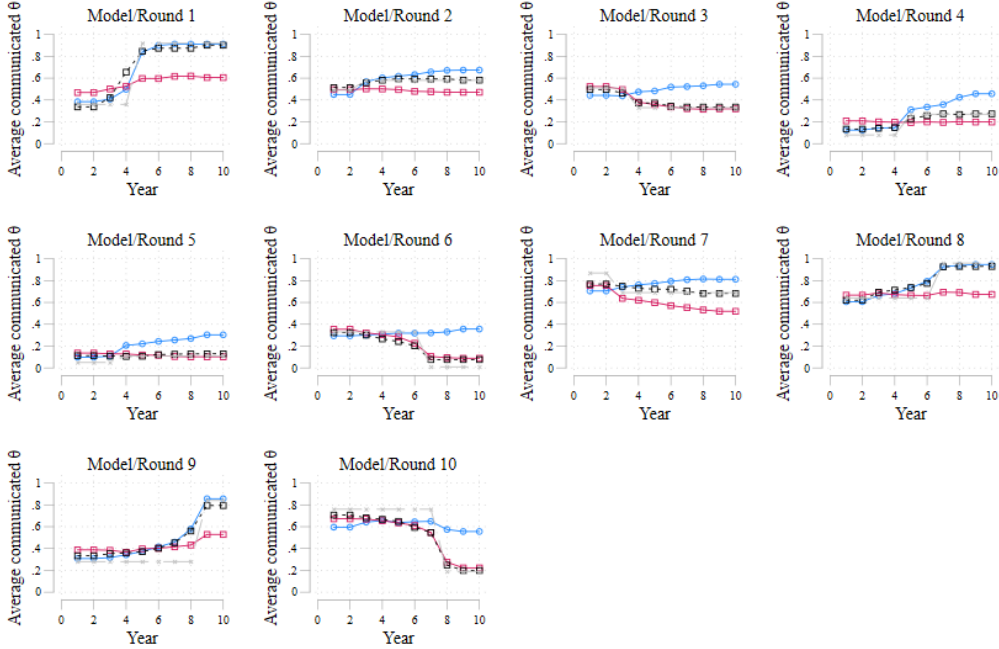 Model/Round 1
Average communicated θ
1
.8
.6
.4
.2
0
0 2 4 6 8 10
Year
Model/Round 2
Average communicated θ
1
.8
.6
.4
.2
0
0 2 4 6 8 10
Year
Model/Round 3
Average communicated θ
1
.8
.6
.4
.2
0
0 2 4 6 8 10
Year
Model/Round 4
Average communicated θ
1
.8
.6
.4
.2
0
0 2 4 6 8 10
Year
Model/Round 5
Average communicated θ
1
.8
.6
.4
.2
0
0 2 4 6 8 10
Year
Model/Round 6
Average communicated θ
1
.8
.6
.4
.2
0
0 2 4 6 8 10
Year
Model/Round 7
Average communicated θ
1
.8
.6
.4
.2
0
0 2 4 6 8 10
Year
Model/Round 8
Average communicated θ
1
.8
.6
.4
.2
0
0 2 4 6 8 10
Year
Model/Round 9
Average communicated θ
1
.8
.6
.4
.2
0
0 2 4 6 8 10
Year
Model/Round 10
Average communicated θ
1
.8
.6
.4
.2
0
0 2 4 6 8 10
Year